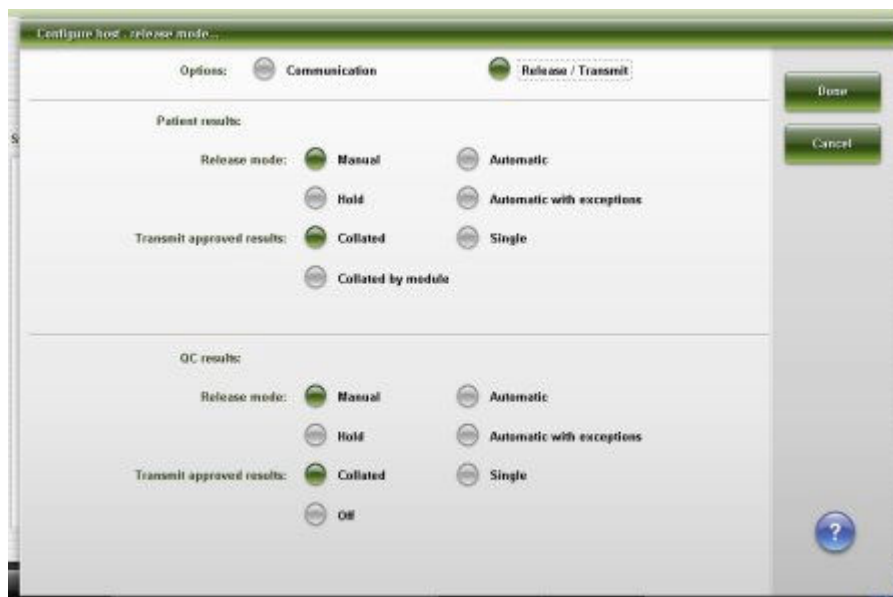 Configure host - release mode...
Options: Communication Release / Transmit
Done
Patient results:
Cancel
Release mode: Manual Automatic
Hold Automatic with exceptions
Transmit approved results: Collated Single
Collated by module
QC results:
Release mode: Manual Automatic
Hold Automatic with exceptions
Transmit approved results: Collated Single
Off
?